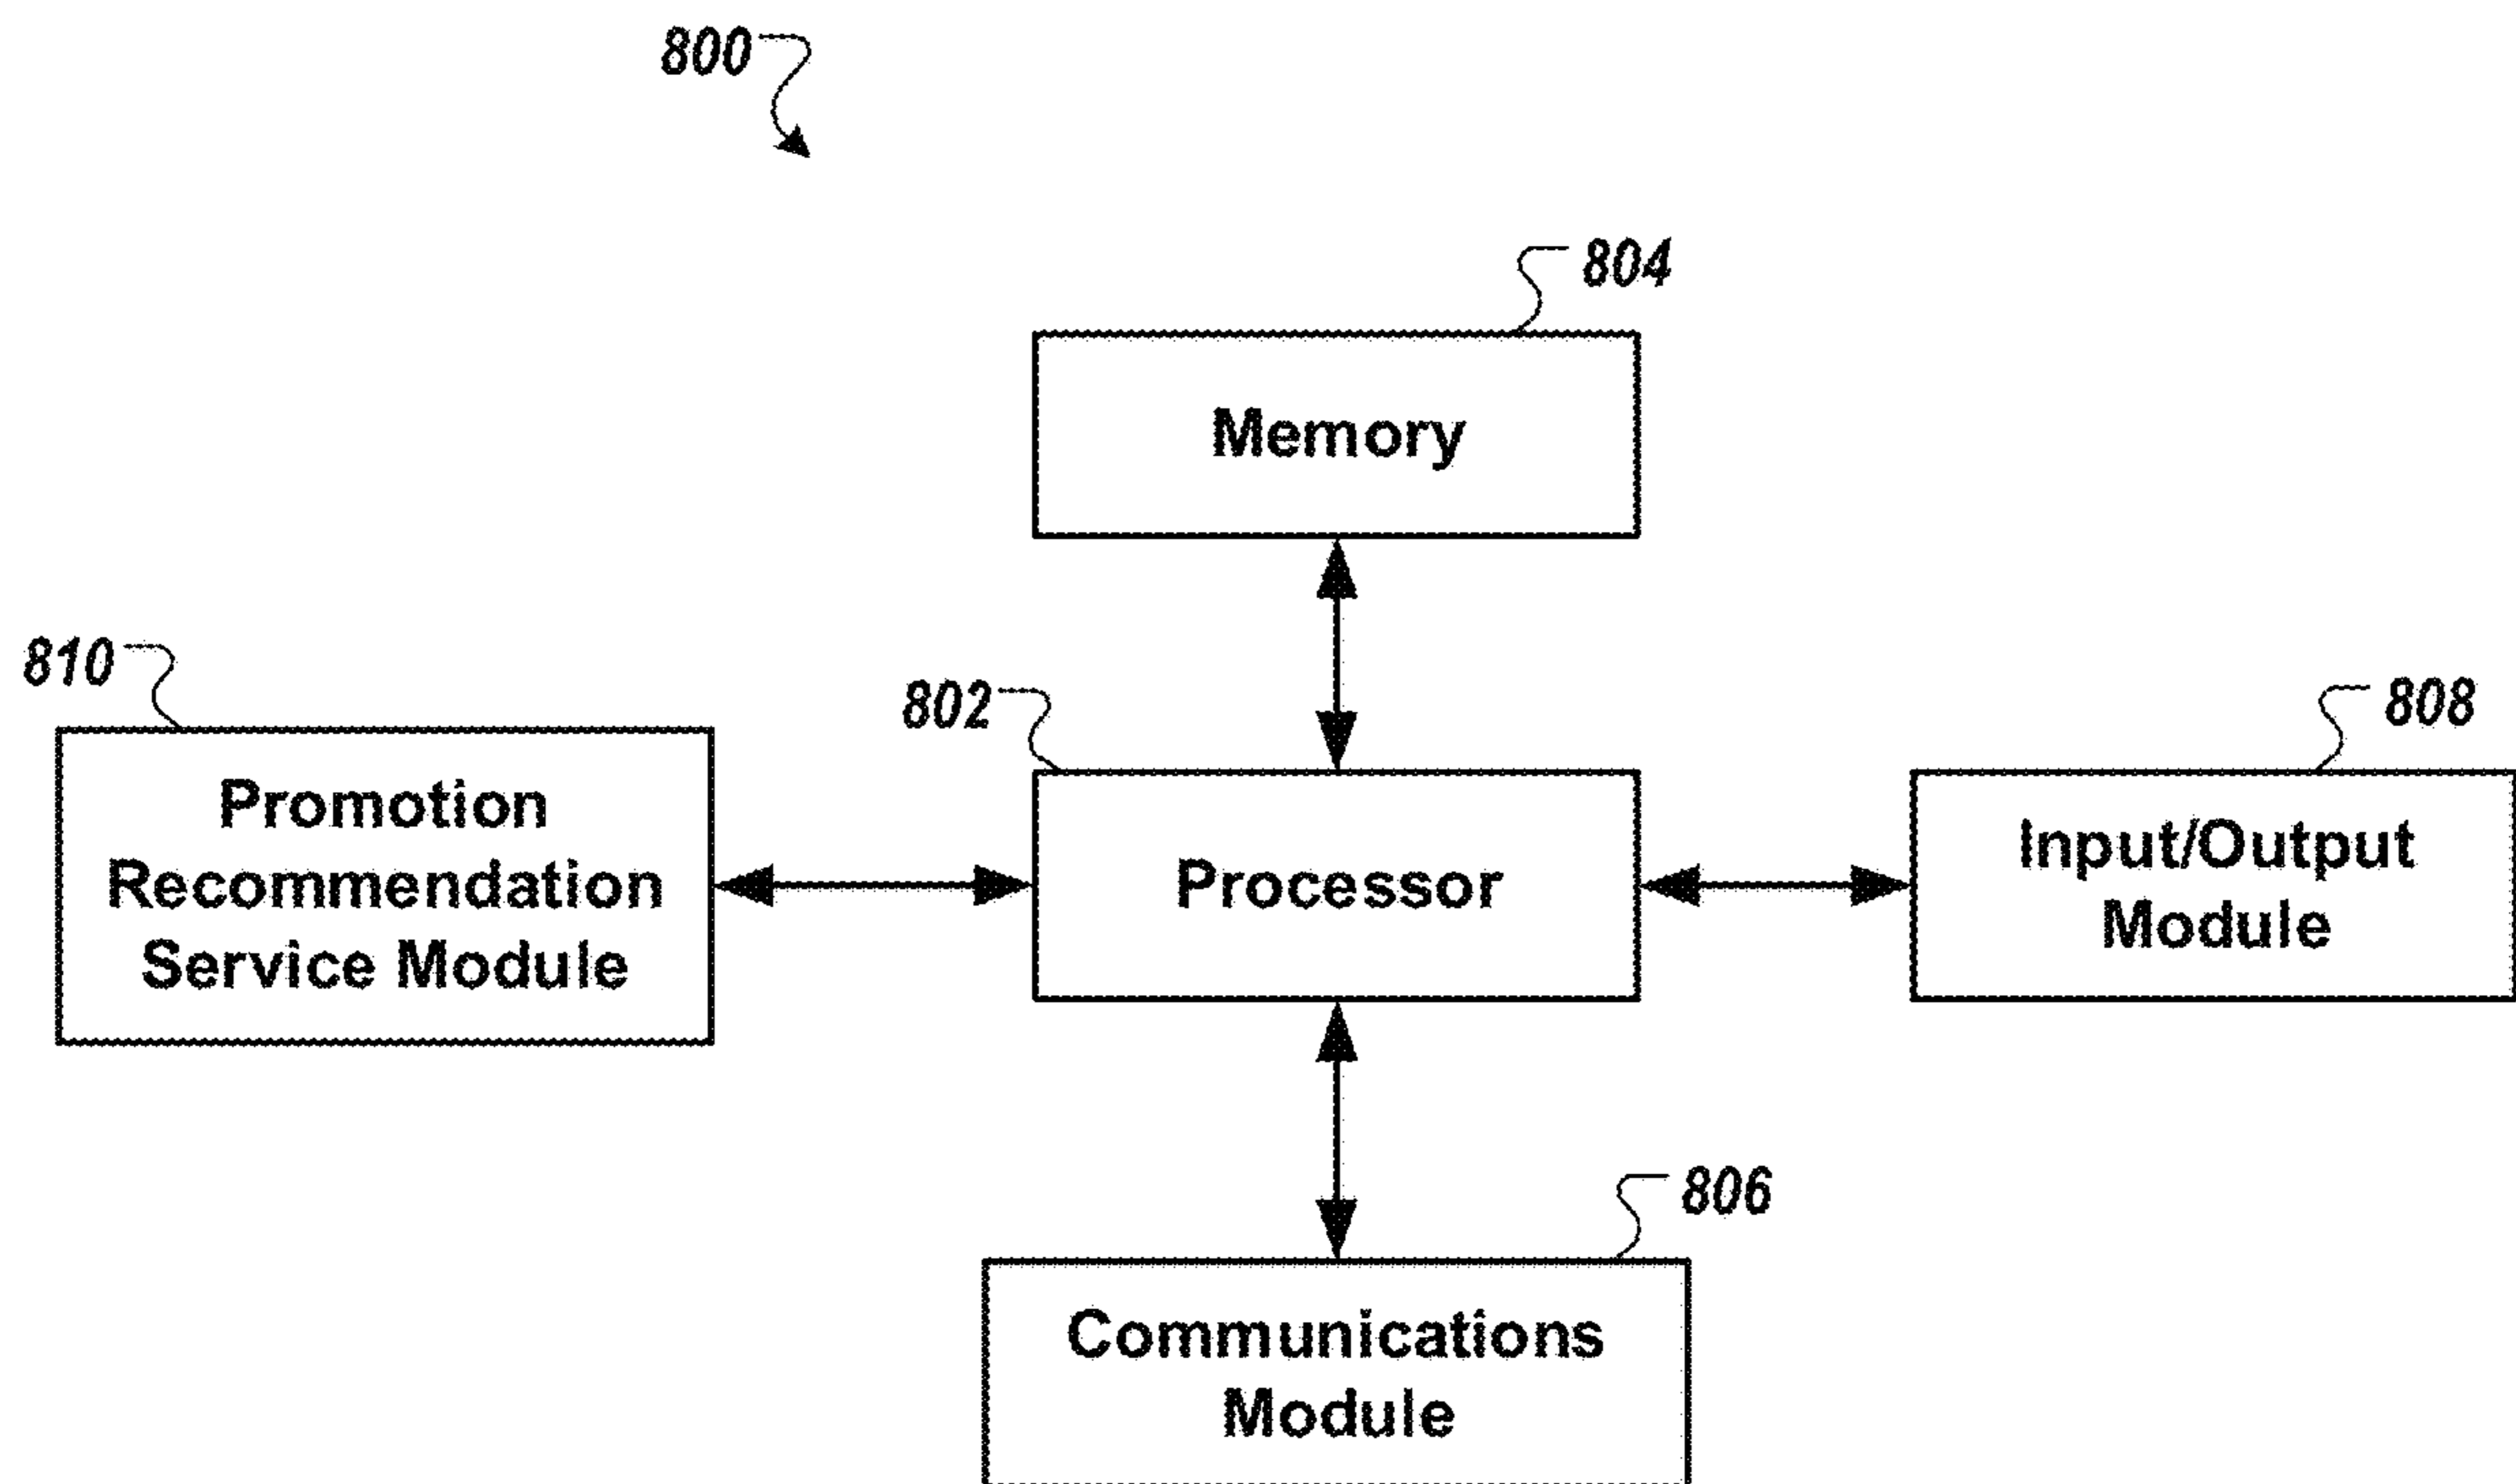 800
804
Memory
810
802
808
Promotion
Recommendation
Service Module
Processor
Input/Output
Module
806
Communications
Module